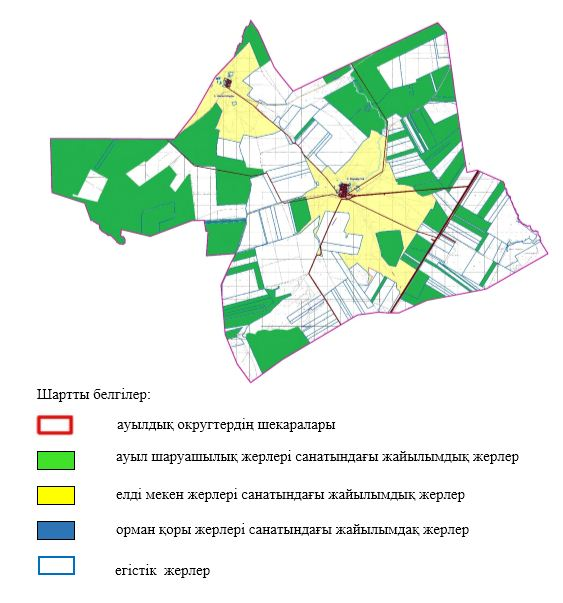 Шартты белгілер:
ауылдық округтердің шекаралары
ауыл шаруашылық жерлері санатындағы жайылымдық жерлер
елді мекен жерлері санатындағы жайылымдық жерлер
орман қоры жерлері санатындағы жайылымдақ жерлер
егістік жерлер